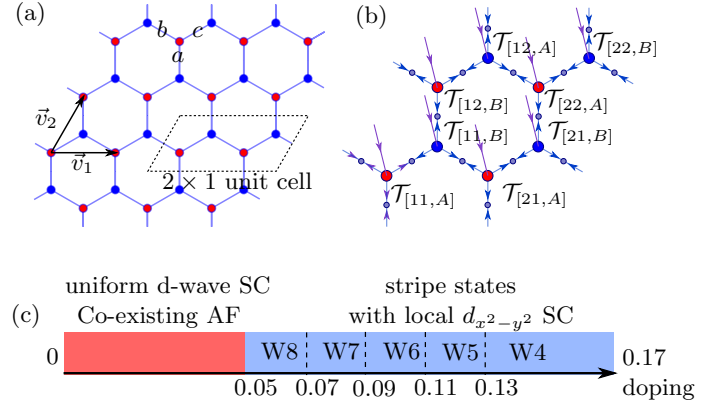 (a)
b c
a
v⃗₂
v⃗₁
2 × 1 unit cell
(b)
𝒯[12,A] 𝒯[22,B]
𝒯[12,B] 𝒯[22,A]
𝒯[11,B] 𝒯[21,B]
𝒯[11,A] 𝒯[21,A]
uniform d-wave SC
Co-existing AF
stripe states
with local dₓ²₋ᵧ² SC
(c)
0 W8 W7 W6 W5 W4 0.17
0.05 0.07 0.09 0.11 0.13 doping